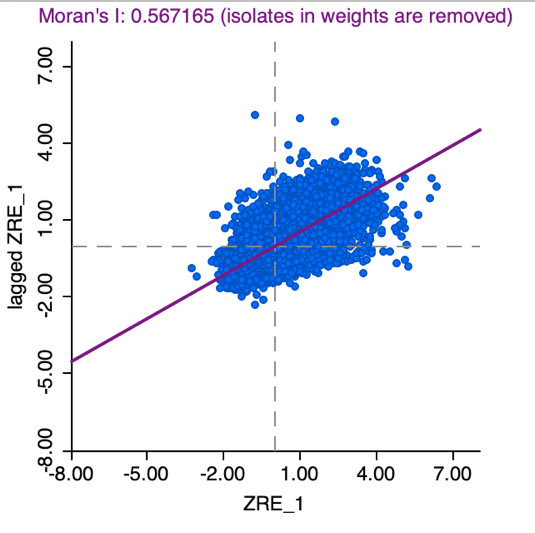 Moran's I: 0.567165 (isolates in weights are removed)
7.00
4.00
1.00
-2.00
-5.00
-8.00
lagged ZRE_1
-8.00 -5.00 -2.00 1.00 4.00 7.00
ZRE_1